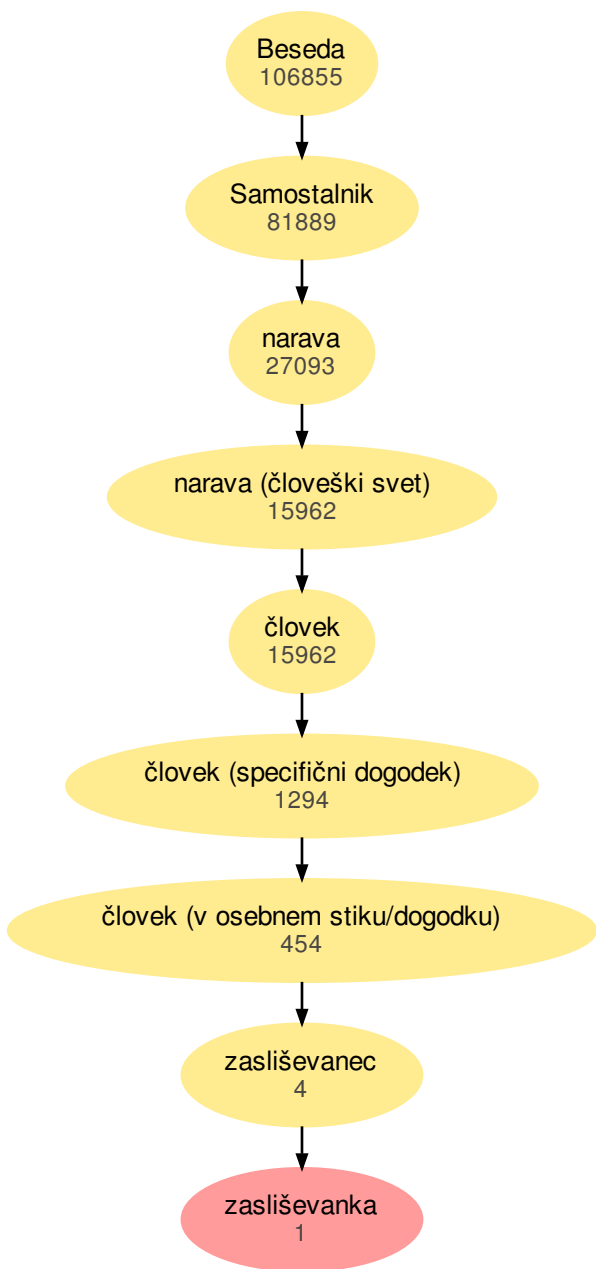 Beseda
106855
Samostalnik
81889
narava
27093
narava (človeški svet)
15962
človek
15962
človek (specifični dogodek)
1294
človek (v osebnem stiku/dogodku)
454
zasliševanec
4
zasliševanka
1